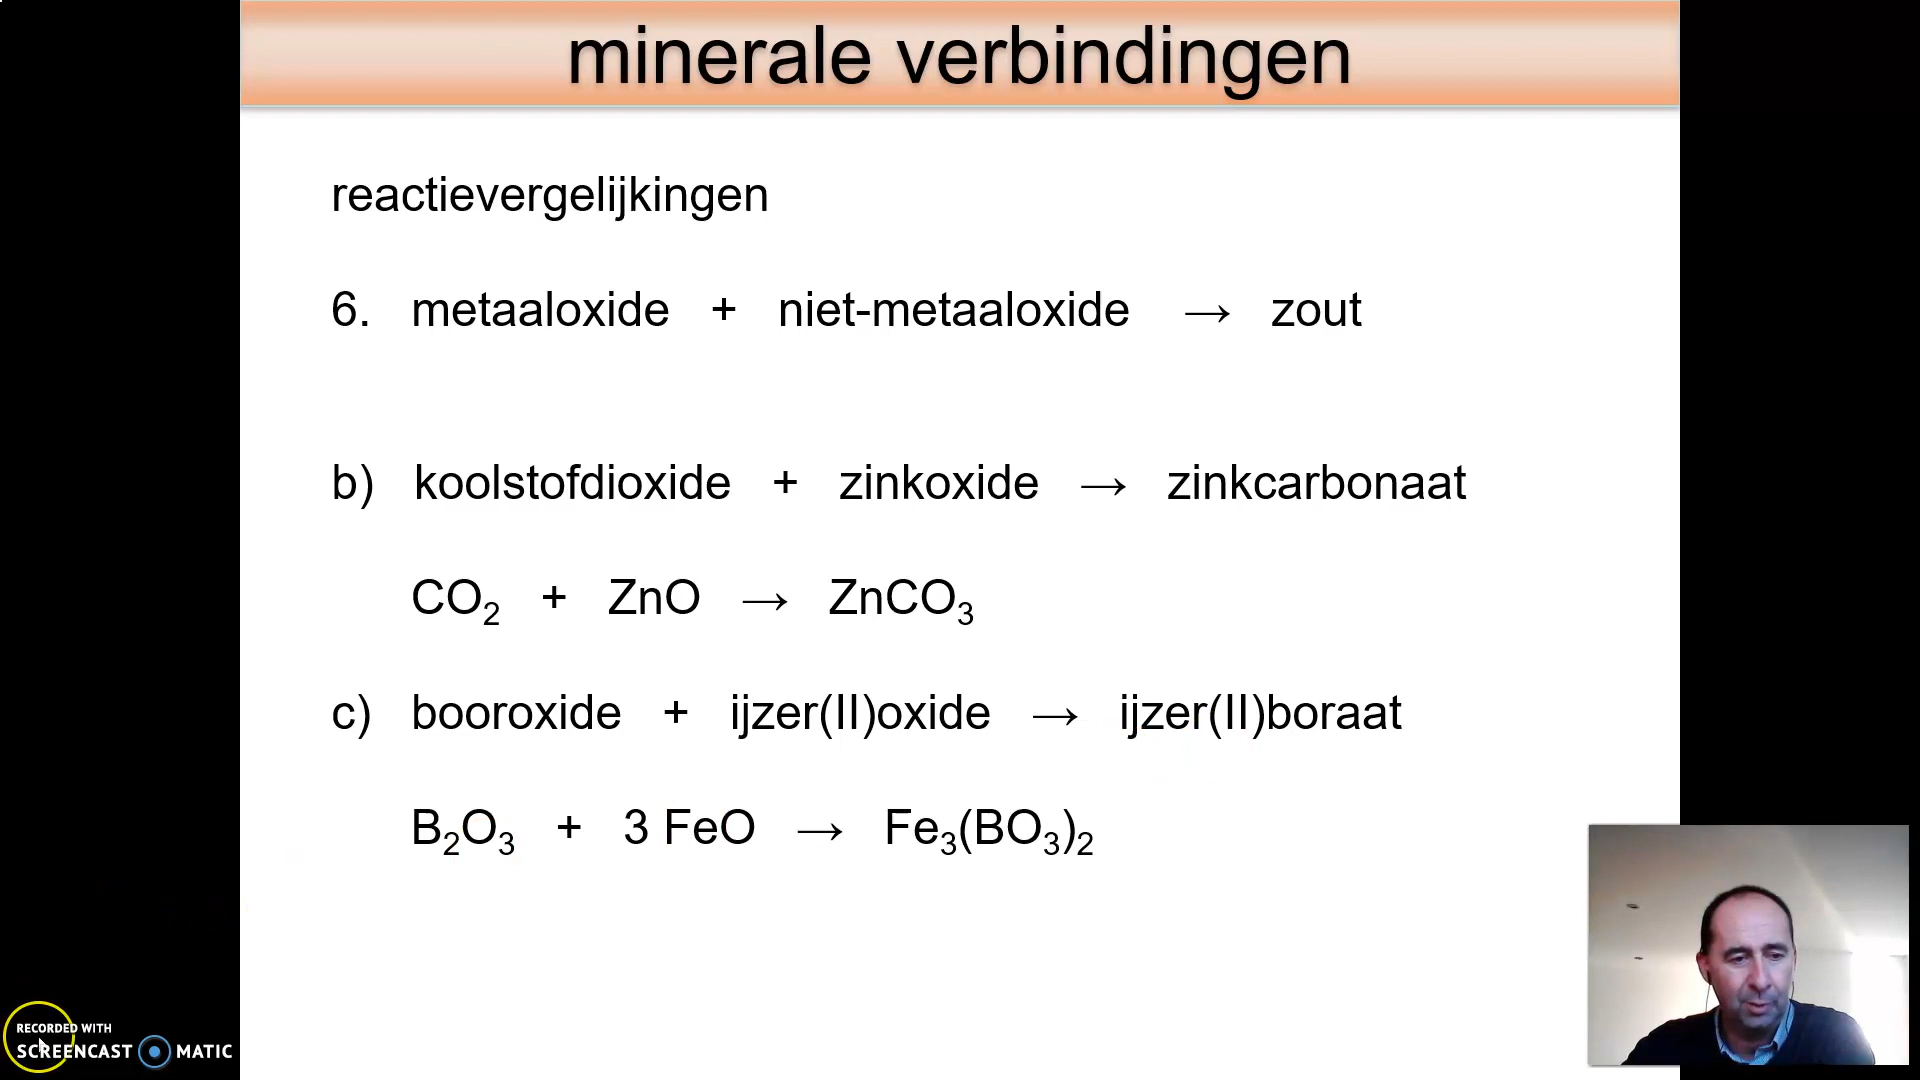 minerale verbindingen
reactievergelijkingen
6. metaaloxide + niet-metaaloxide → zout
b) koolstofdioxide + zinkoxide → zinkcarbonaat
CO₂ + ZnO → ZnCO₃
c) booroxide + ijzer(II)oxide → ijzer(II)boraat
B₂O₃ + 3 FeO → Fe₃(BO₃)₂
RECORDED WITH
SCREENCAST MATIC